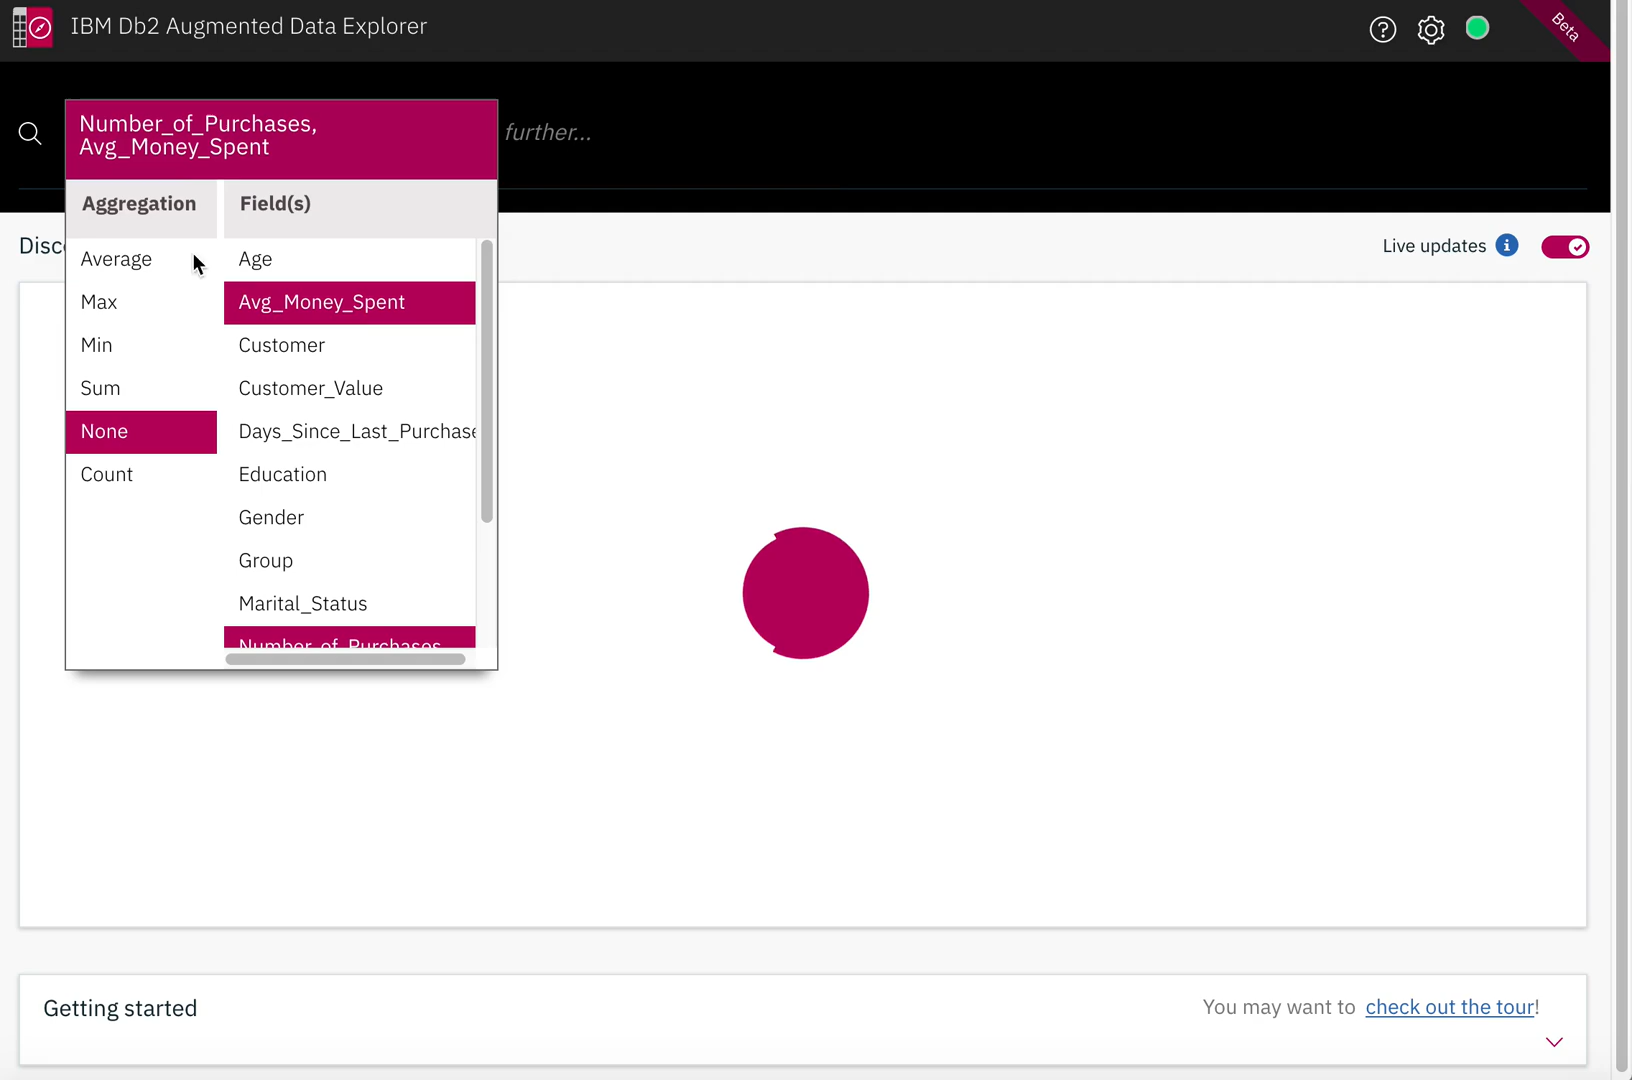 IBM Db2 Augmented Data Explorer
Beta
Number_of_Purchases,
Avg_Money_Spent
further...
Aggregation
Field(s)
Average
Max
Min
Sum
None
Count
Age
Avg_Money_Spent
Customer
Customer_Value
Days_Since_Last_Purchase
Education
Gender
Group
Marital_Status
Number_of_Purchases
Disc
Live updates
Getting started
You may want to check out the tour!